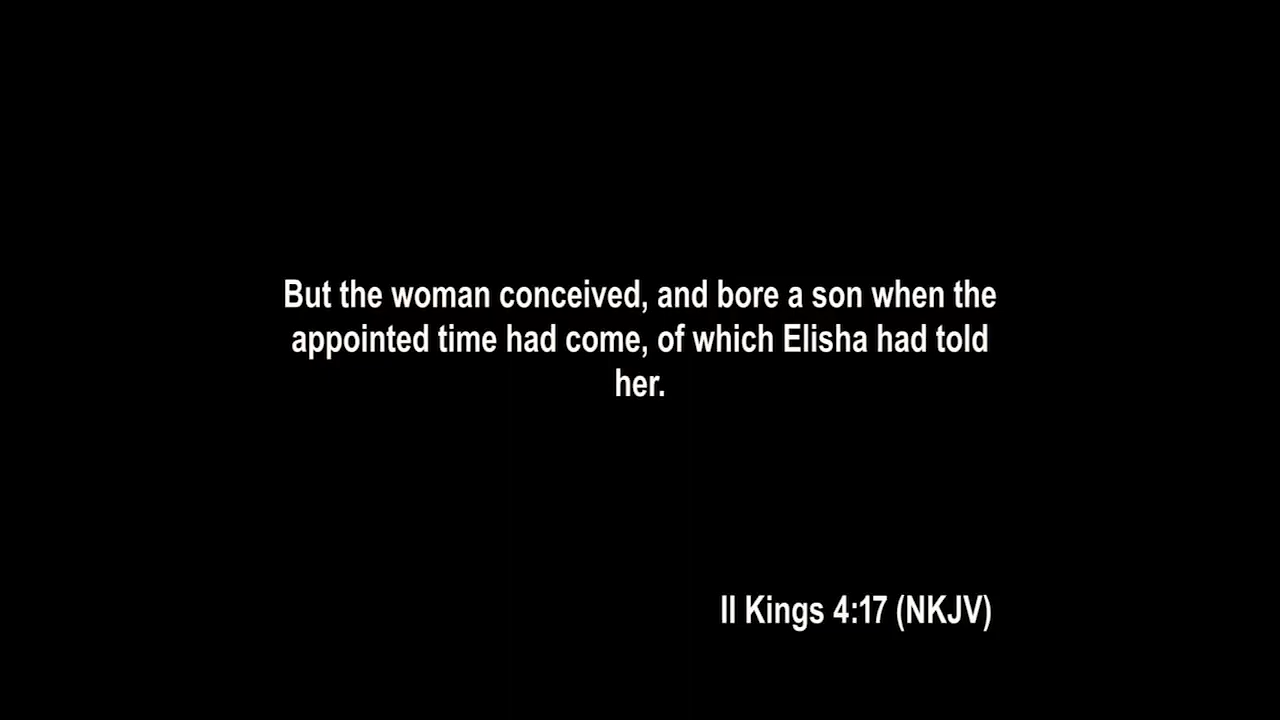 But the woman conceived, and bore a son when the
appointed time had come, of which Elisha had told
her.
II Kings 4:17 (NKJV)